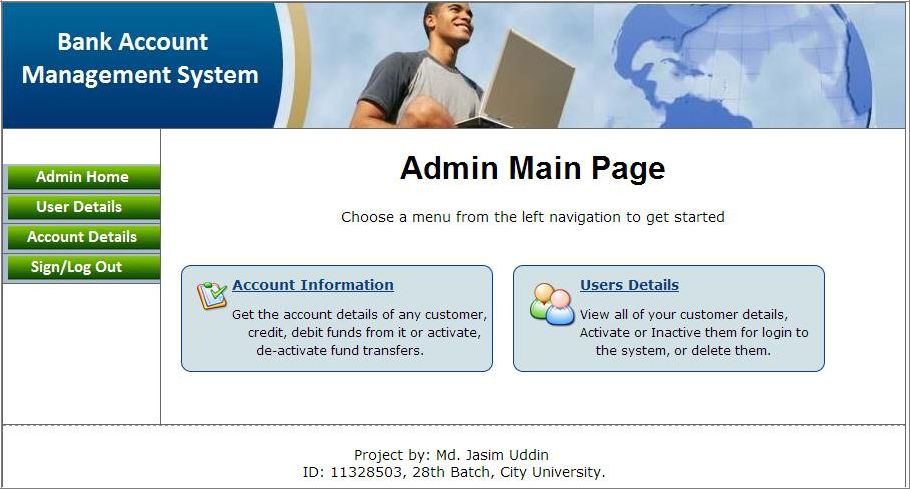 Bank Account
Management System
Admin Home
User Details
Account Details
Sign/Log Out
Admin Main Page
Choose a menu from the left navigation to get started
Account Information
Get the account details of any customer,
credit, debit funds from it or activate,
de-activate fund transfers.
Users Details
View all of your customer details,
Activate or Inactive them for login to
the system, or delete them.
Project by: Md. Jasim Uddin
ID: 11328503, 28th Batch, City University.